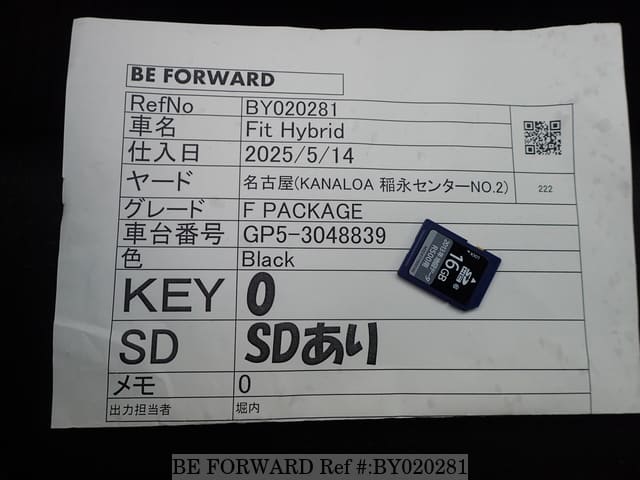 BE FORWARD
RefNo BY020281
車名 Fit Hybrid
仕入日 2025/5/14
ヤード 名古屋(KANALOA 稲永センターNO.2) 222
グレード F PACKAGE
車台番号 GP5-3048839
色 Black
KEY 0
SD SDあり
メモ 0
出力担当者 堀内
16GB
BE FORWARD Ref #:BY020281